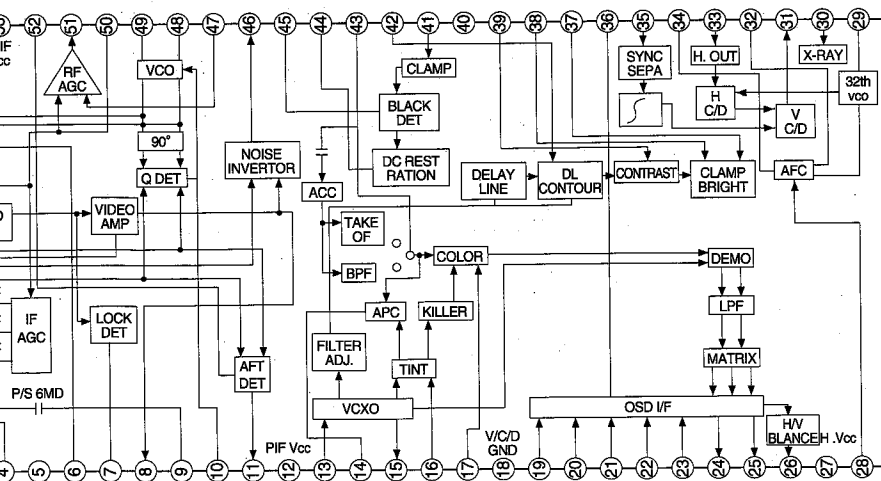 52 51 50 49 48 47 46 45 44 43 42 41 40 39 38 37 36 35 34 33 32 31 30 29
PIF
Vcc
RF
AGC
VCO
CLAMP
SYNC
SEPA
H. OUT
X-RAY
BLACK
DET
H
C/D
V
C/D
32th
vco
90°
NOISE
INVERTOR
DC REST
RATION
Q DET
ACC
DELAY
LINE
DL
CONTOUR
CONTRAST
CLAMP
BRIGHT
AFC
VIDEO
AMP
TAKE
OF
BPF
COLOR
DEMO
IF
AGC
LOCK
DET
APC
KILLER
LPF
FILTER
ADJ.
TINT
MATRIX
AFT
DET
P/S 6MD
VCXO
OSD I/F
H/V
BLANCE
H .Vcc
PIF Vcc
V/C/D
GND
4 5 6 7 8 9 10 11 12 13 14 15 16 17 18 19 20 21 22 23 24 25 26 27 28